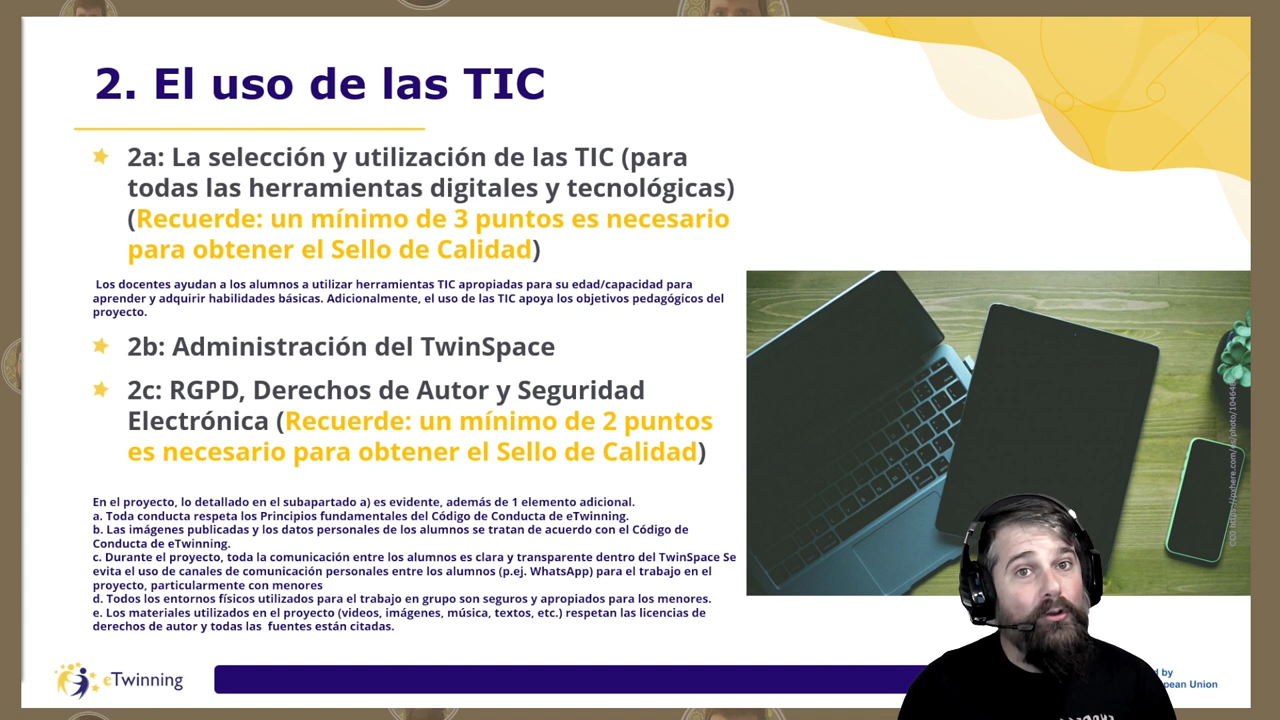 2. El uso de las TIC
2a: La selección y utilización de las TIC (para
todas las herramientas digitales y tecnológicas)
(Recuerde: un mínimo de 3 puntos es necesario
para obtener el Sello de Calidad)
Los docentes ayudan a los alumnos a utilizar herramientas TIC apropiadas para su edad/capacidad para
aprender y adquirir habilidades básicas. Adicionalmente, el uso de las TIC apoya los objetivos pedagógicos del
proyecto.
2b: Administración del TwinSpace
2c: RGPD, Derechos de Autor y Seguridad
Electrónica (Recuerde: un mínimo de 2 puntos
es necesario para obtener el Sello de Calidad)
En el proyecto, lo detallado en el subapartado a) es evidente, además de 1 elemento adicional.
a. Toda conducta respeta los Principios fundamentales del Código de Conducta de eTwinning.
b. Las imágenes publicadas y los datos personales de los alumnos se tratan de acuerdo con el Código de
Conducta de eTwinning.
c. Durante el proyecto, toda la comunicación entre los alumnos es clara y transparente dentro del TwinSpace Se
evita el uso de canales de comunicación personales entre los alumnos (p.ej. WhatsApp) para el trabajo en el
proyecto, particularmente con menores
d. Todos los entornos físicos utilizados para el trabajo en grupo son seguros y apropiados para los menores.
e. Los materiales utilizados en el proyecto (videos, imágenes, música, textos, etc.) respetan las licencias de
derechos de autor y todas las fuentes están citadas.
eTwinning
by
Union